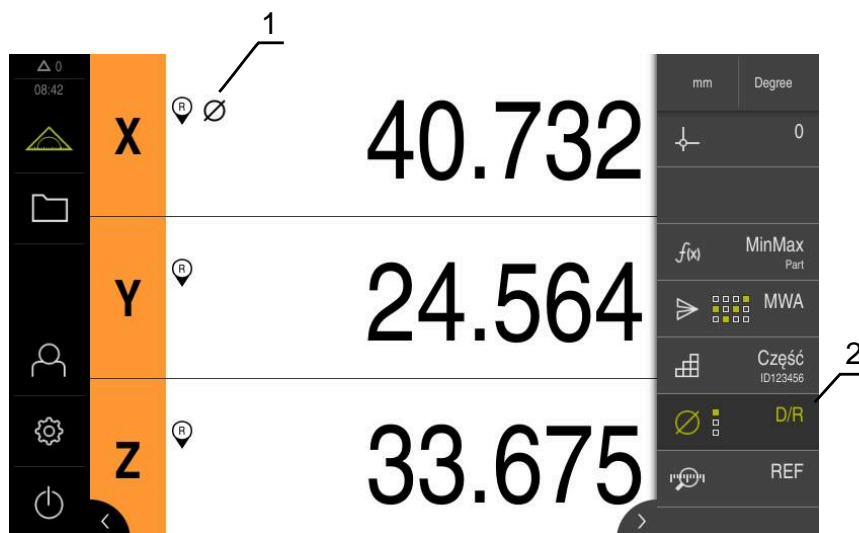 1
△ 0
08:42
X
R
40.732
mm
Degree
0
Y
R
24.564
f(x)
MinMax
Part
MWA
Część
ID123456
2
D/R
Z
R
33.675
REF